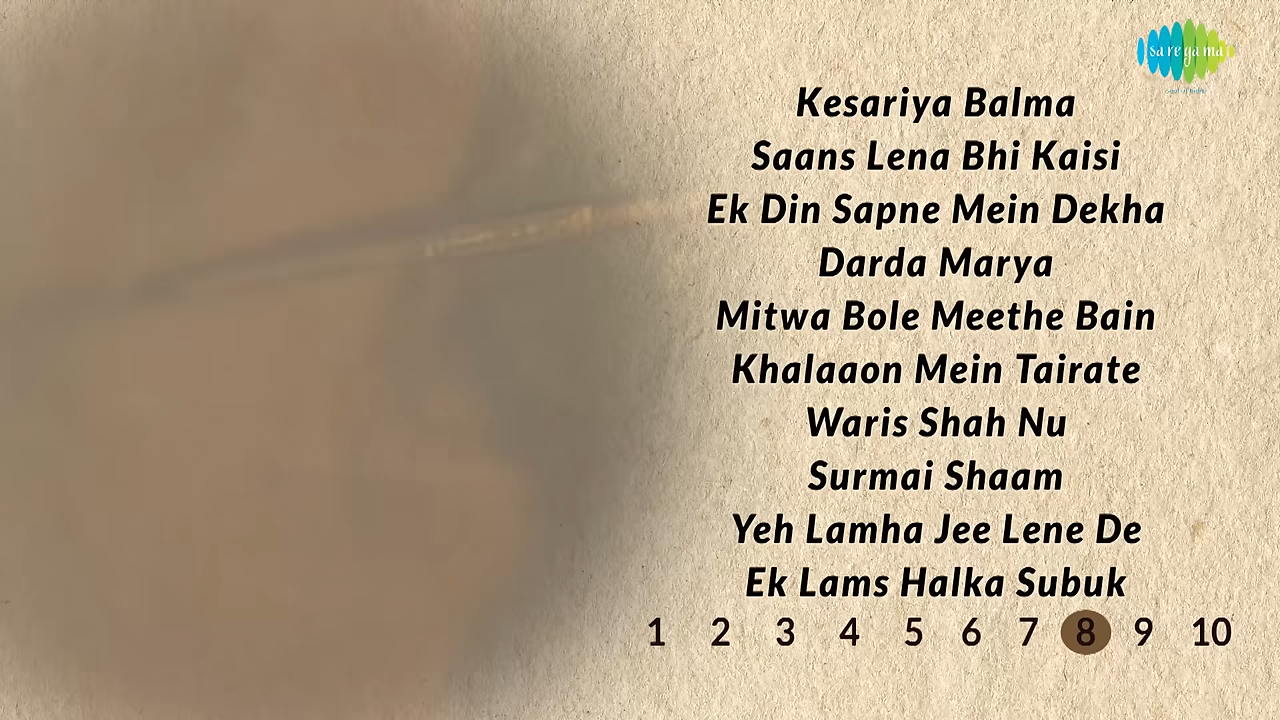 sa re ga ma
Kesariya Balma
Saans Lena Bhi Kaisi
Ek Din Sapne Mein Dekha
Darda Marya
Mitwa Bole Meethe Bain
Khalaaon Mein Tairate
Waris Shah Nu
Surmai Shaam
Yeh Lamha Jee Lene De
Ek Lams Halka Subuk
1 2 3 4 5 6 7 8 9 10